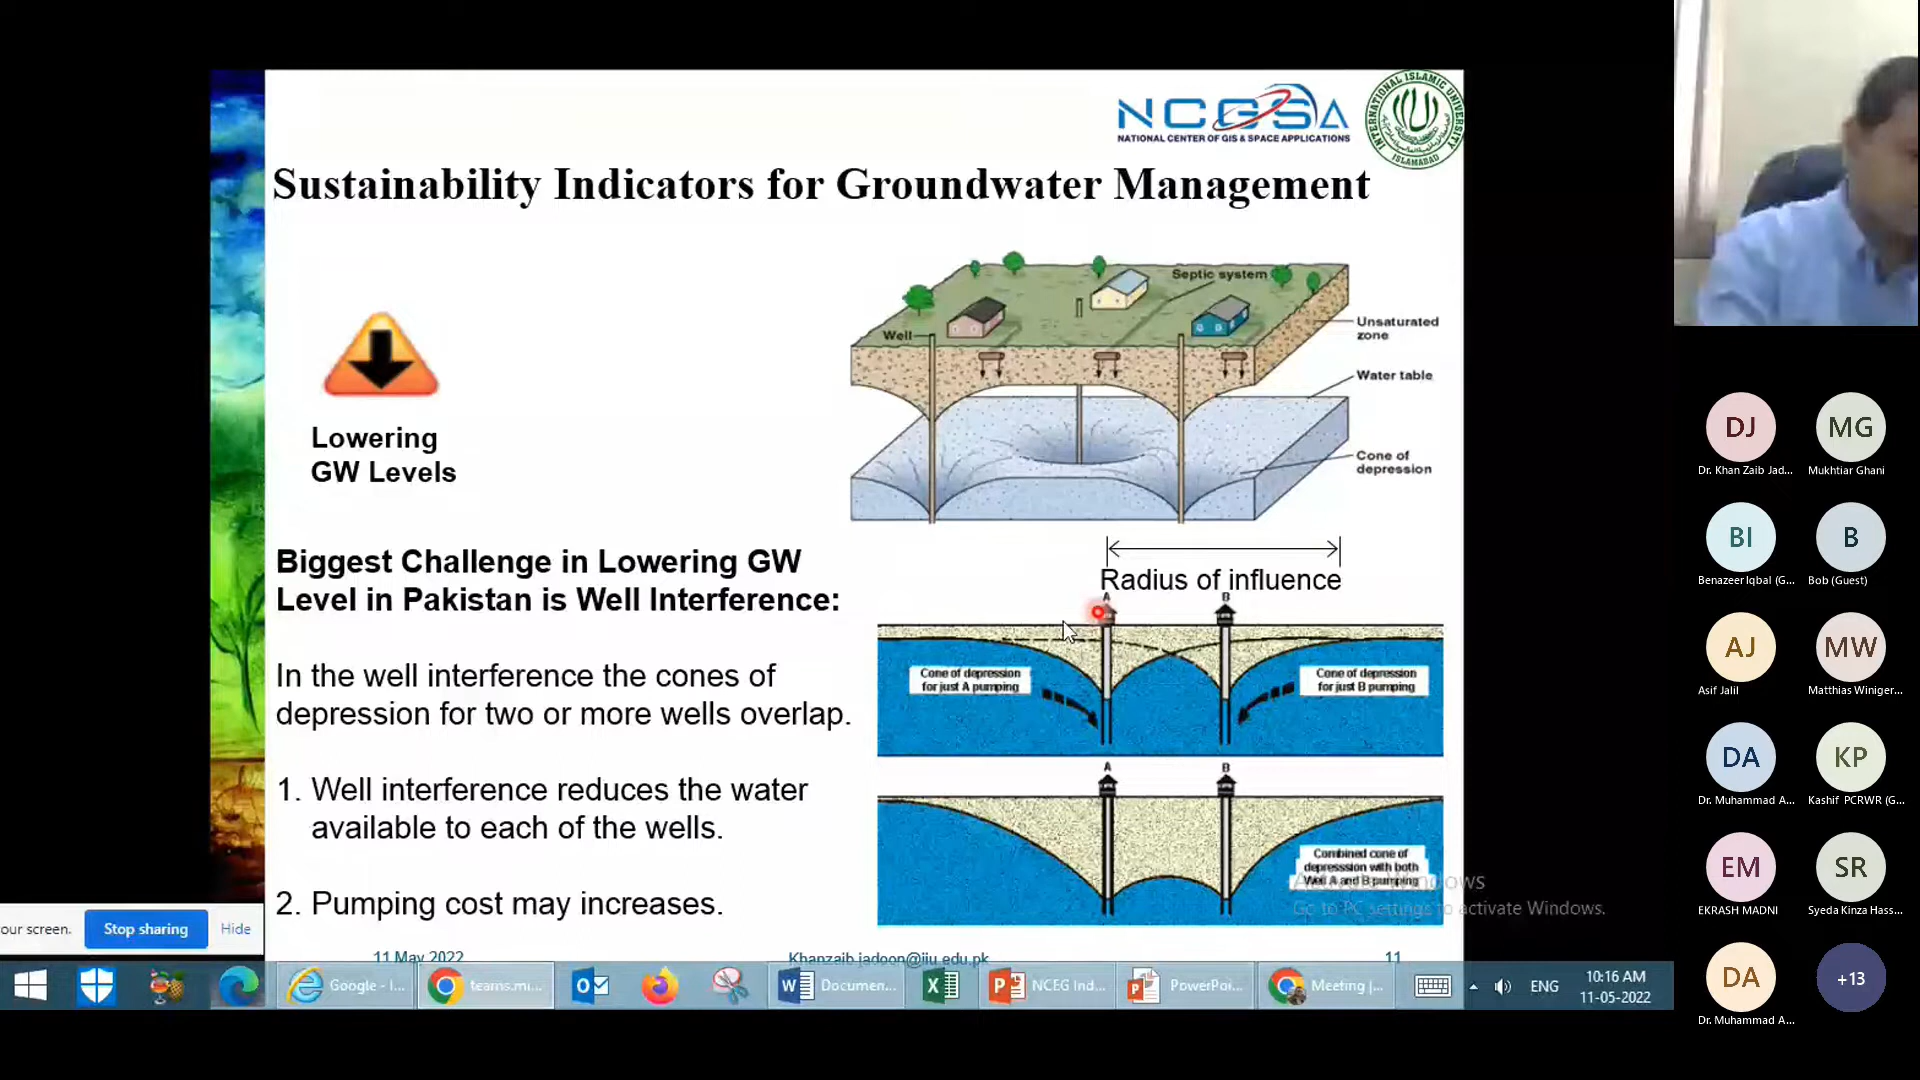 NCGSA
NATIONAL CENTER OF GIS & SPACE APPLICATIONS
INTERNATIONAL ISLAMIC UNIVERSITY
ISLAMABAD
Sustainability Indicators for Groundwater Management
Septic system
Well
Unsaturated
zone
Water table
Cone of
depression
Lowering
GW Levels
Biggest Challenge in Lowering GW
Level in Pakistan is Well Interference:
In the well interference the cones of
depression for two or more wells overlap.
1. Well interference reduces the water
available to each of the wells.
2. Pumping cost may increases.
Radius of influence
A
B
Cone of depression
for just A pumping
Cone of depression
for just B pumping
A
B
Combined cone of
depresssion with both
Well A and B pumping
Activate Windows
Go to PC settings to activate Windows.
11 May 2022
Khanzaib.jadoon@iiu.edu.pk
11
our screen.
Stop sharing
Hide
Google - I...
teams.mi...
Documen...
NCEG Ind...
PowerPoi...
Meeting |...
ENG
10:16 AM
11-05-2022
DJ
Dr. Khan Zaib Jad...
MG
Mukhtiar Ghani
BI
Benazeer Iqbal (G...
B
Bob (Guest)
AJ
Asif Jalil
MW
Matthias Winiger...
DA
Dr. Muhammad A...
KP
Kashif PCRWR (G...
EM
EKRASH MADNI
SR
Syeda Kinza Hass...
DA
Dr. Muhammad A...
+13